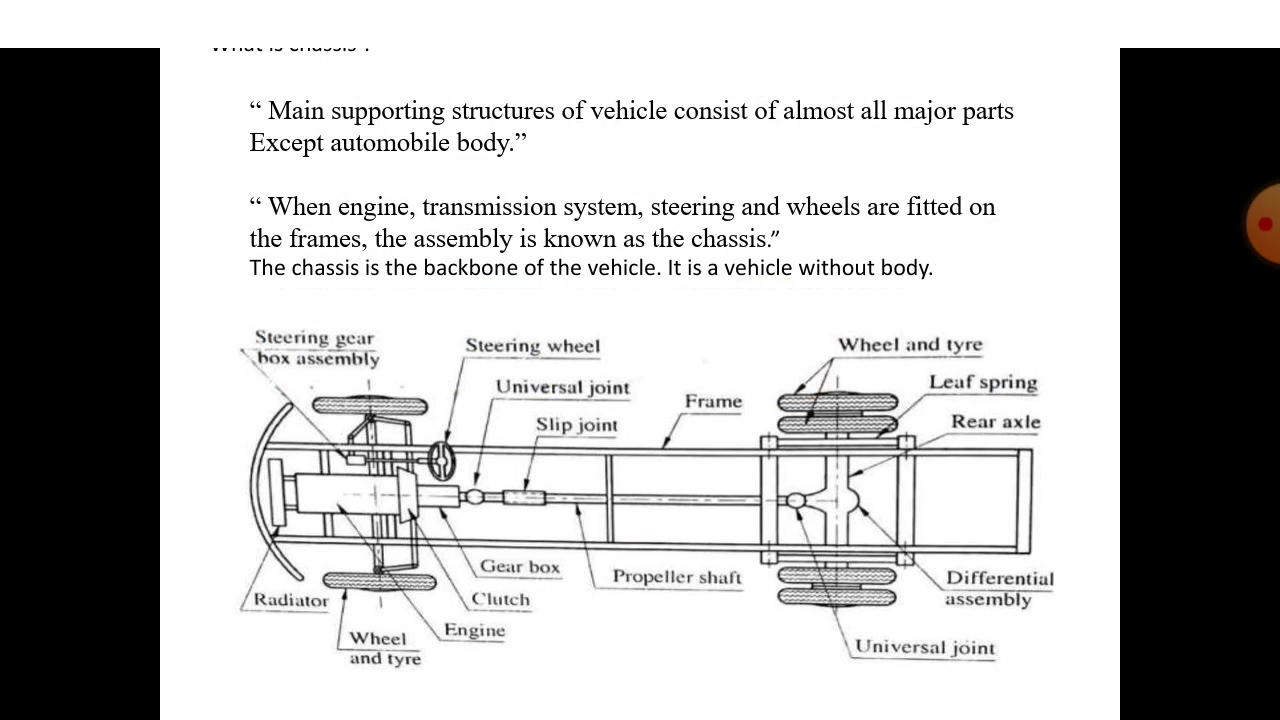 What is chassis ?
“ Main supporting structures of vehicle consist of almost all major parts
Except automobile body.”
“ When engine, transmission system, steering and wheels are fitted on
the frames, the assembly is known as the chassis.”
The chassis is the backbone of the vehicle. It is a vehicle without body.
Steering gear
box assembly
Steering wheel
Universal joint
Slip joint
Frame
Wheel and tyre
Leaf spring
Rear axle
Radiator
Wheel
and tyre
Engine
Clutch
Gear box
Propeller shaft
Differential
assembly
Universal joint